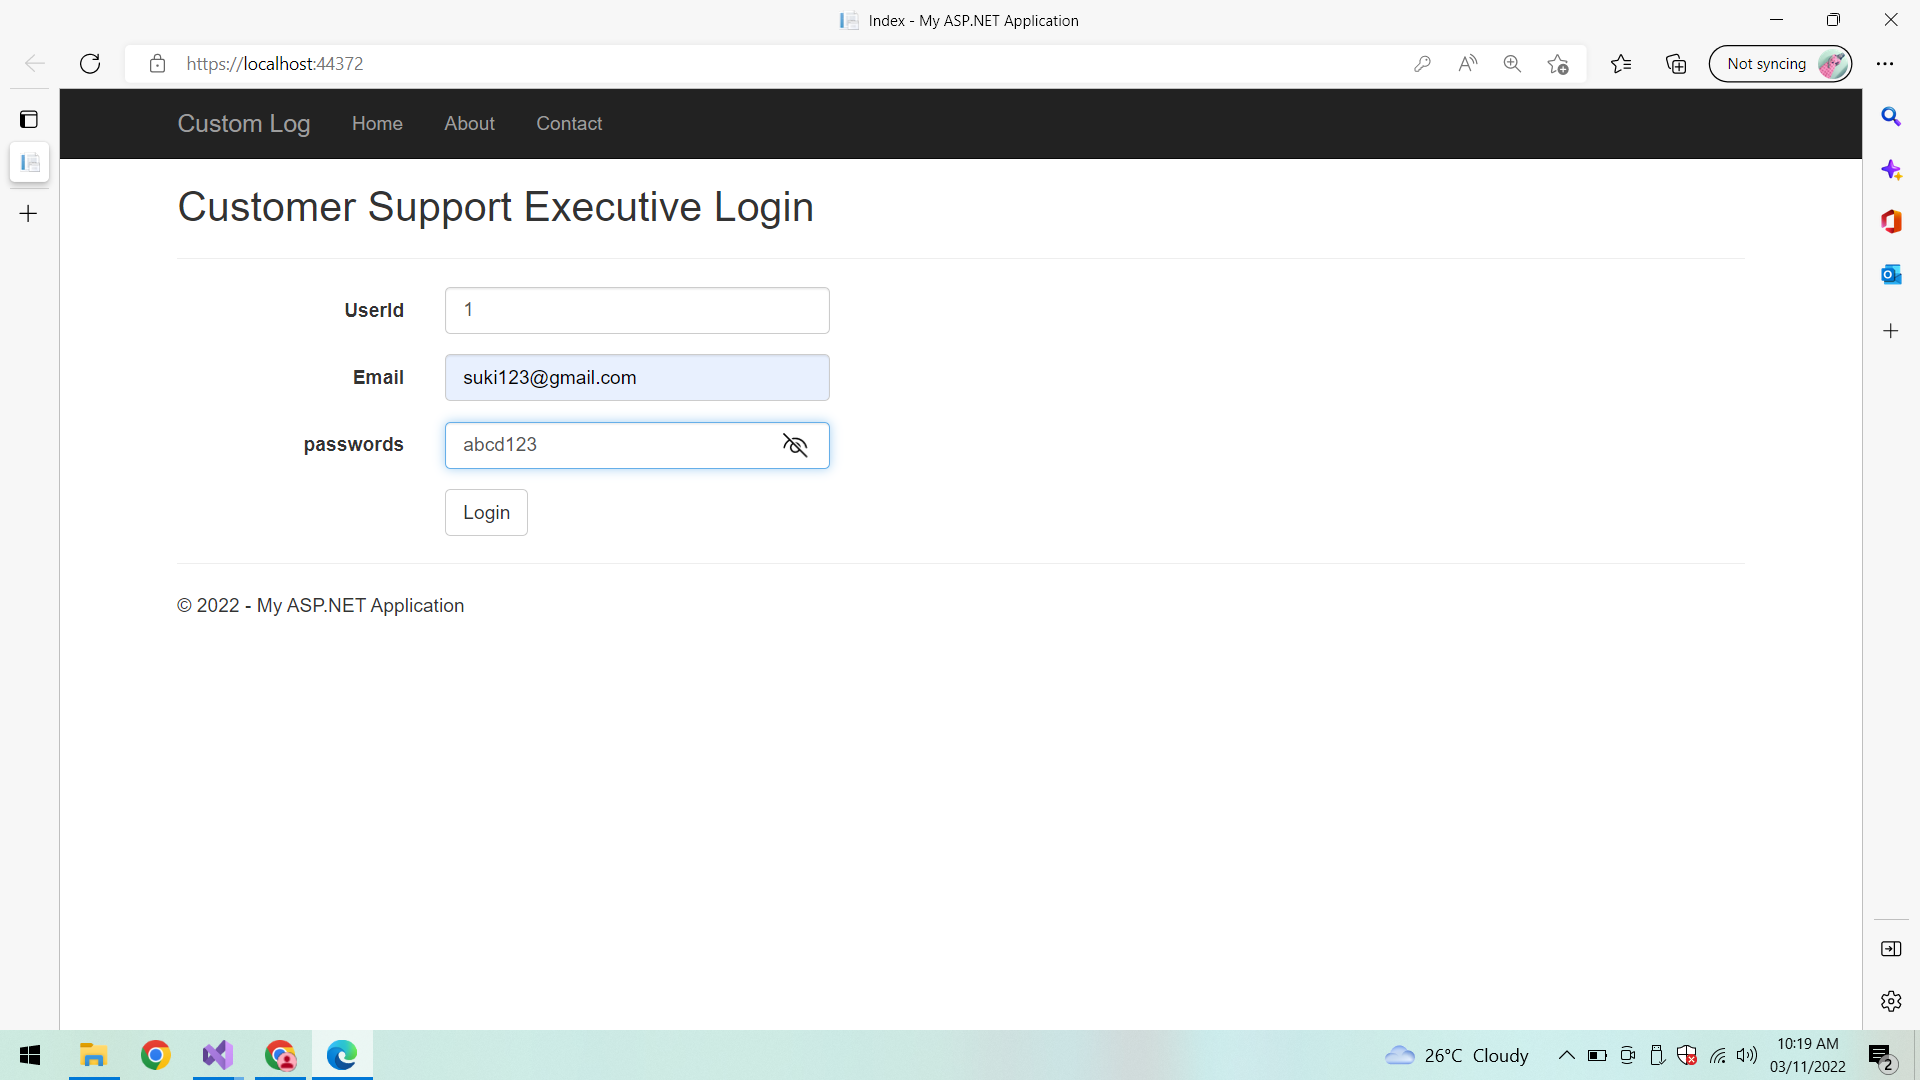 Index - My ASP.NET Application
https://localhost:44372
Not syncing
Custom Log Home About Contact
Customer Support Executive Login
UserId 1
Email suki123@gmail.com
passwords abcd123
Login
© 2022 - My ASP.NET Application
26°C Cloudy
10:19 AM
03/11/2022
2